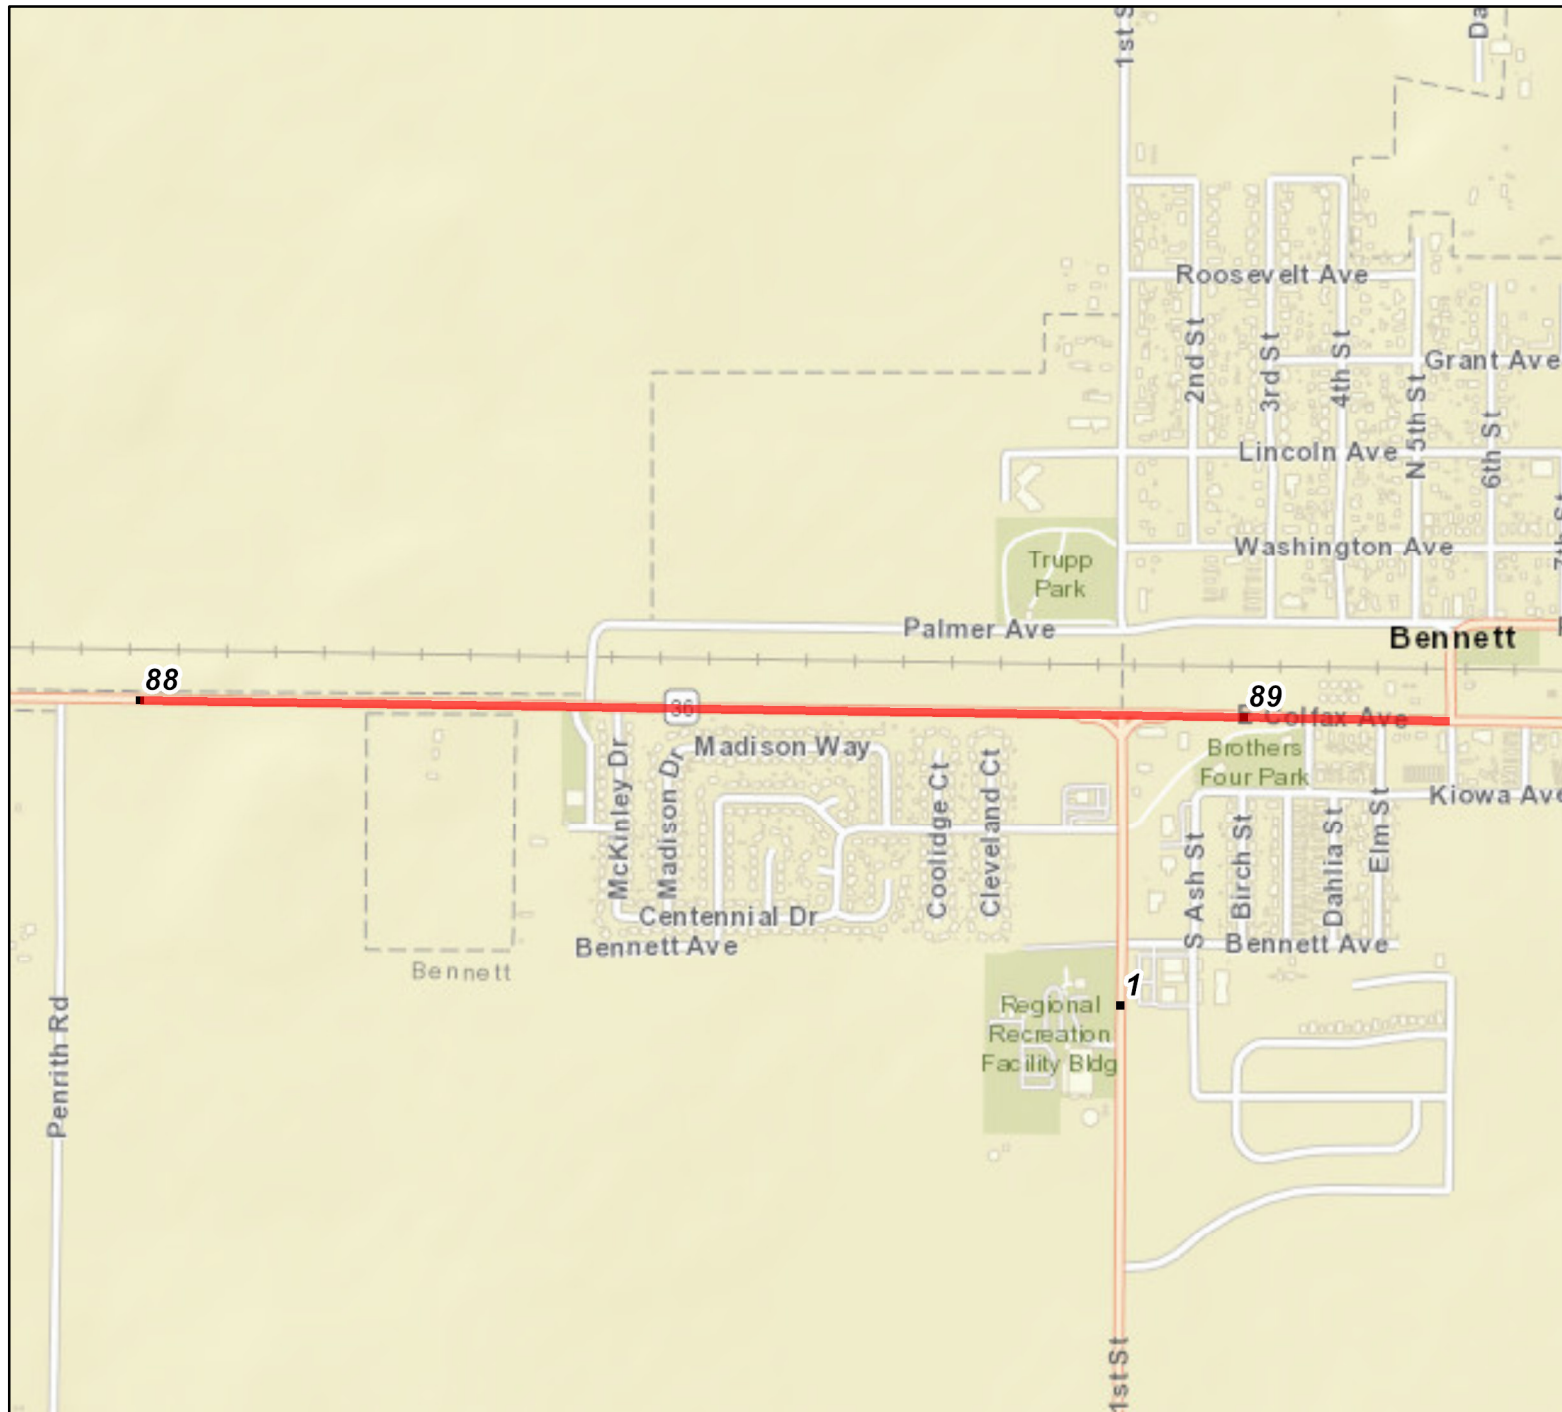 1st S
Da
Roosevelt Ave
2nd St
3rd St
4th St
Grant Ave
N 5th St
6th St
Lincoln Ave
Washington Ave
7th St
Trupp
Park
Palmer Ave
Bennett
88
36
89
E Colfax Ave
Brothers
Four Park
Madison Way
McKinley Dr
Madison Dr
Coolidge Ct
Cleveland Ct
Kiowa Ave
S Ash St
Birch St
Dahlia St
Elm St
Centennial Dr
Bennett Ave
Bennett Ave
Bennett
1
Regional
Recreation
Facility Bldg
Penrith Rd
1st St